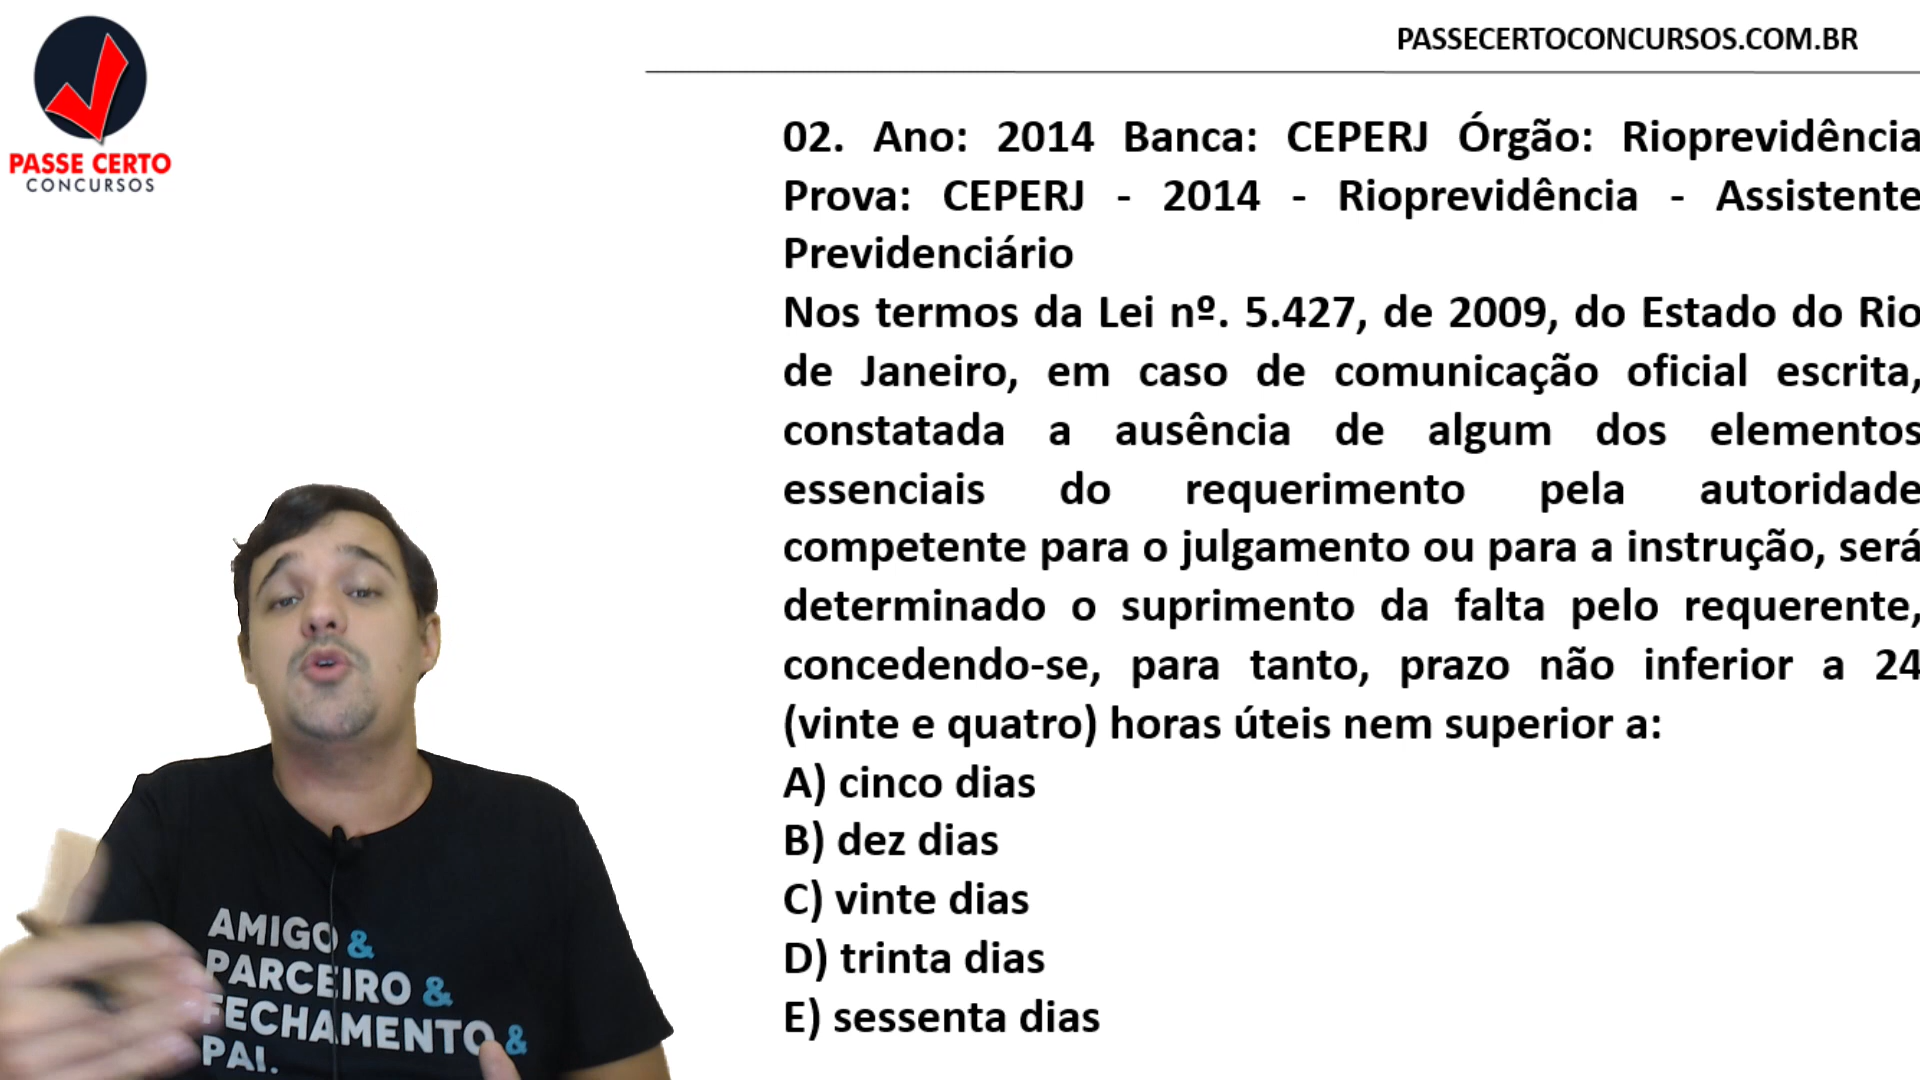 PASSECERTOCONCURSOS.COM.BR
PASSE CERTO
CONCURSOS
02. Ano: 2014 Banca: CEPERJ Órgão: Rioprevidência
Prova: CEPERJ - 2014 - Rioprevidência - Assistente
Previdenciário
Nos termos da Lei nº. 5.427, de 2009, do Estado do Rio
de Janeiro, em caso de comunicação oficial escrita,
constatada a ausência de algum dos elementos
essenciais do requerimento pela autoridade
competente para o julgamento ou para a instrução, será
determinado o suprimento da falta pelo requerente,
concedendo-se, para tanto, prazo não inferior a 24
(vinte e quatro) horas úteis nem superior a:
A) cinco dias
B) dez dias
C) vinte dias
D) trinta dias
E) sessenta dias
AMIGO &
PARCEIRO &
FECHAMENTO &
PAI.